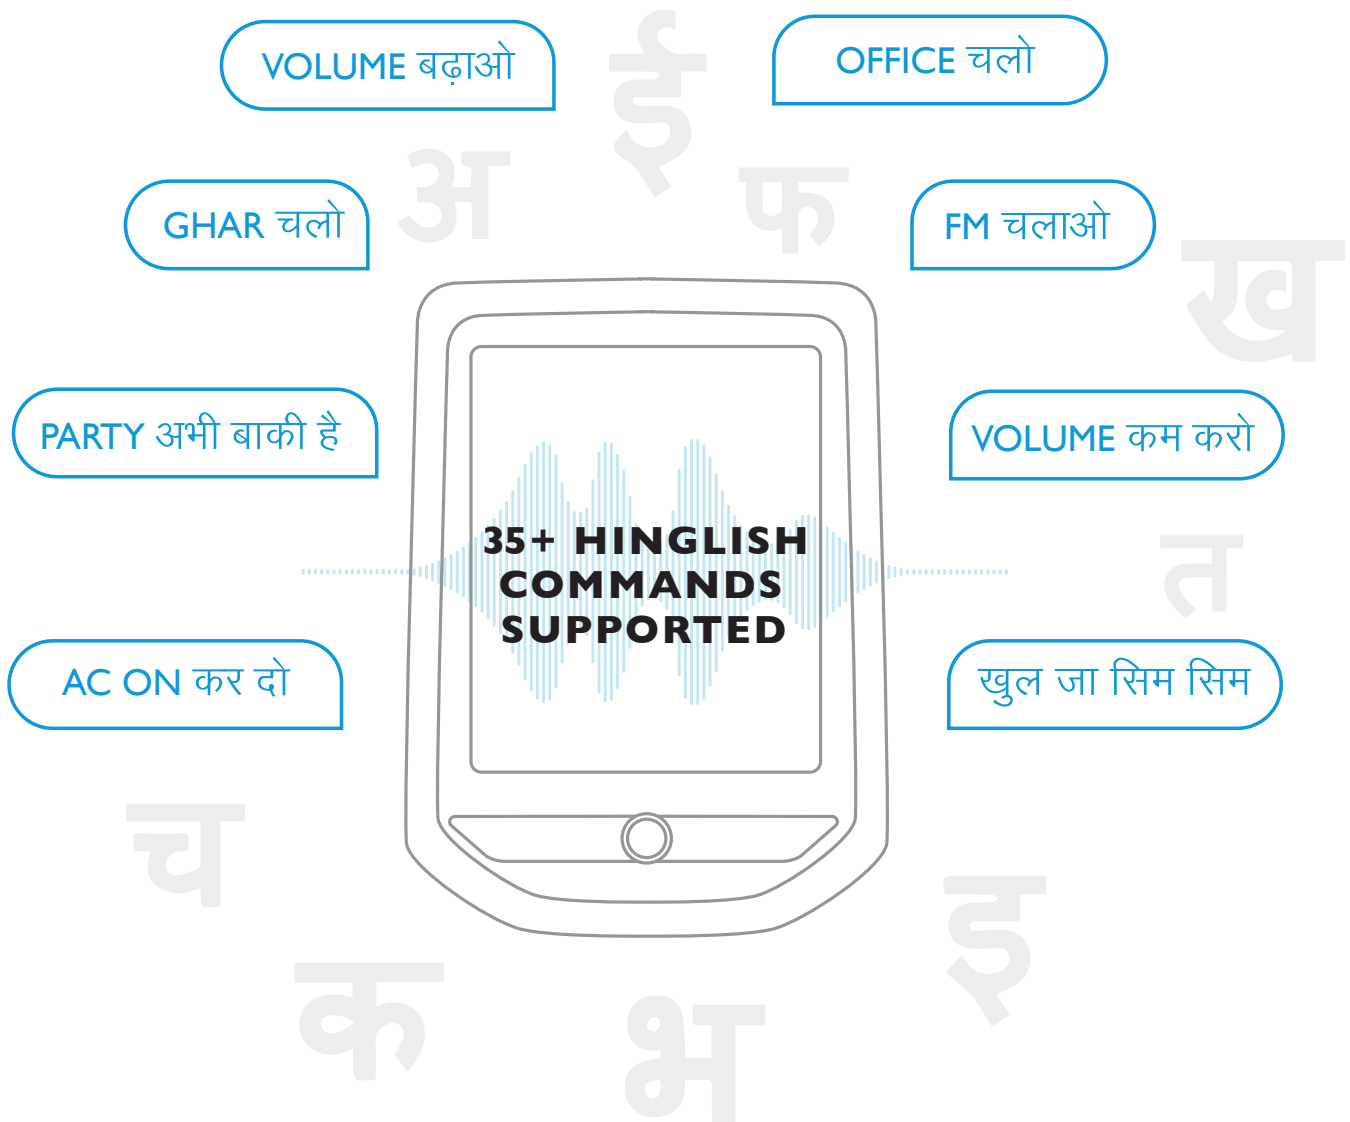 VOLUME बढ़ाओ
OFFICE चलो
ई
अ
फ
GHAR चलो
FM चलाओ
ख
PARTY अभी बाकी है
VOLUME कम करो
35+ HINGLISH
COMMANDS
SUPPORTED
त
AC ON कर दो
खुल जा सिम सिम
च
इ
क
भ